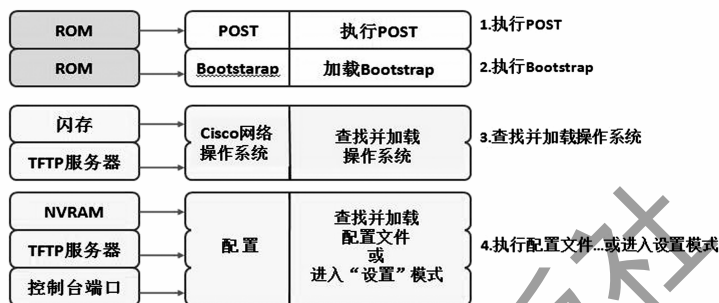 ROM POST 执行POST 1.执行POST
ROM Bootstarap 加载Bootstrap 2.执行Bootstrap
闪存
TFTP服务器
Cisco网络
操作系统
查找并加载
操作系统
3.查找并加载操作系统
NVRAM
TFTP服务器
控制台端口
配置
查找并加载
配置文件
或
进入“设置”模式
4.执行配置文件...或进入设置模式
社